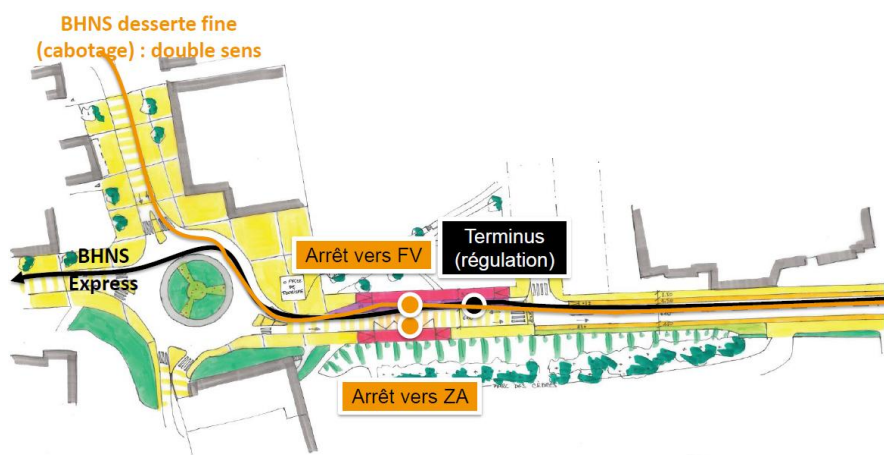 BHNS desserte fine
(cabotage) : double sens
BHNS
Express
Arrêt vers FV
Terminus
(régulation)
Arrêt vers ZA